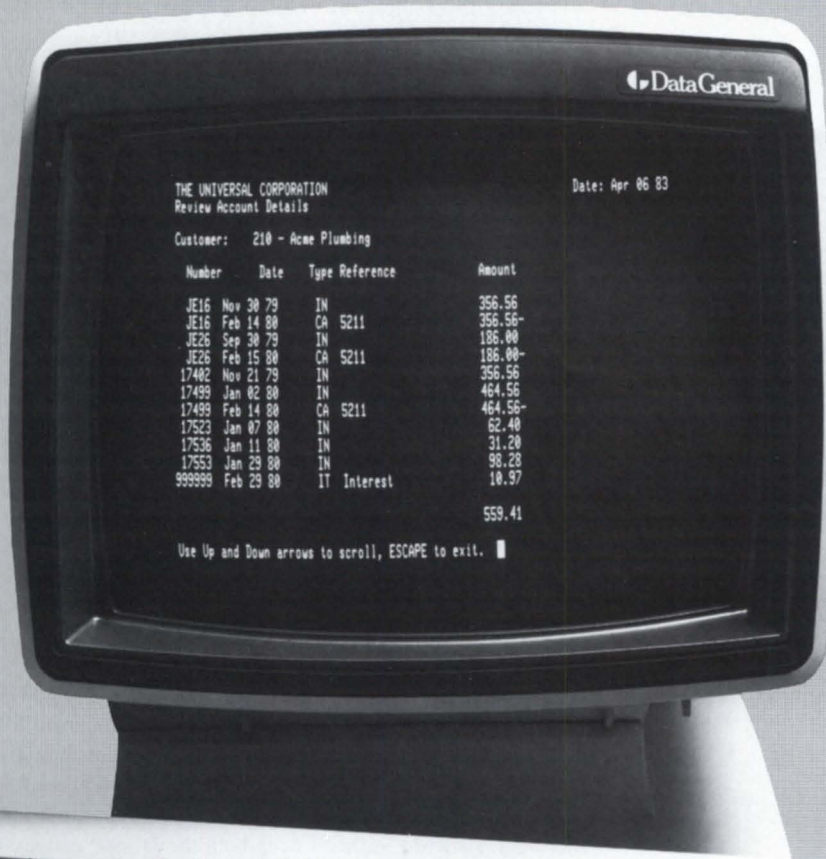 DataGeneral
THE UNIVERSAL CORPORATION Date: Apr 06 83
Review Account Details
Customer: 210 - Acme Plumbing
Number Date Type Reference Amount
JE16 Nov 30 79 IN 356.56
JE16 Feb 14 80 CA 5211 356.56-
JE26 Sep 30 79 IN 186.00
JE26 Feb 15 80 CA 5211 186.00-
17402 Nov 21 79 IN 356.56
17499 Jan 02 80 IN 464.56
17499 Feb 14 80 CA 5211 464.56-
17523 Jan 07 80 IN 62.40
17536 Jan 11 80 IN 31.20
17553 Jan 29 80 IN 98.28
999999 Feb 29 80 IT Interest 10.97
559.41
Use Up and Down arrows to scroll, ESCAPE to exit.